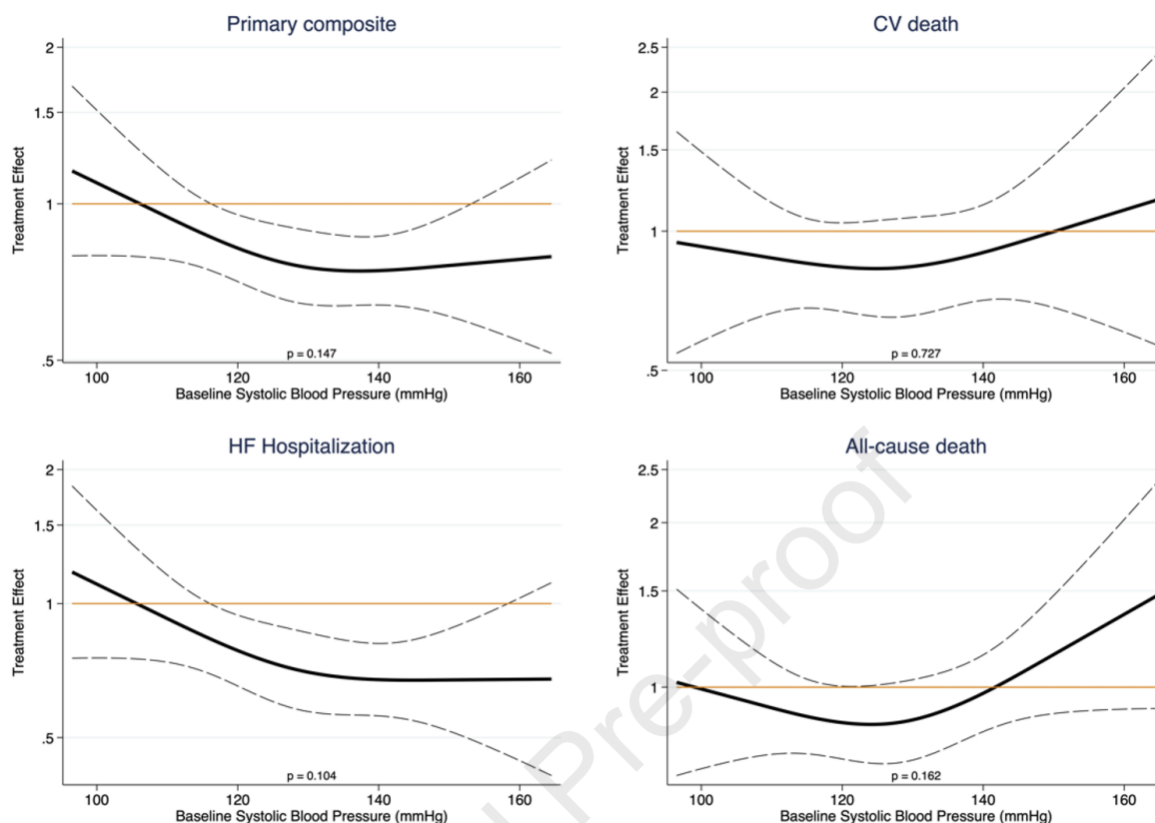 Primary composite
2
1.5
1
.5
Treatment Effect
p = 0.147
100 120 140 160
Baseline Systolic Blood Pressure (mmHg)
CV death
2.5
2
1.5
1
.5
Treatment Effect
p = 0.727
100 120 140 160
Baseline Systolic Blood Pressure (mmHg)
HF Hospitalization
2
1.5
1
.5
Treatment Effect
p = 0.104
100 120 140 160
Baseline Systolic Blood Pressure (mmHg)
All-cause death
2.5
2
1.5
1
Treatment Effect
p = 0.162
100 120 140 160
Baseline Systolic Blood Pressure (mmHg)
Pre-proof